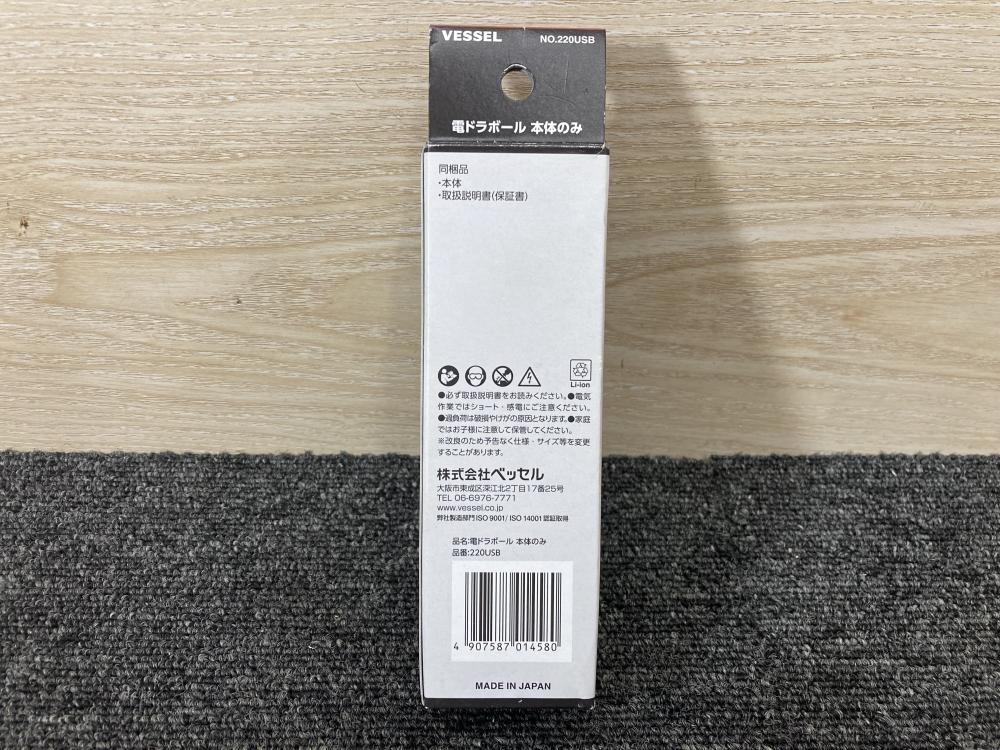 VESSEL NO.220USB
電ドラボール 本体のみ
同梱品
・本体
・取扱説明書(保証書)
Li-ion
●必ず取扱説明書をお読みください。●電気
作業ではショート・感電にご注意ください。
●過負荷は破損やけがの原因となります。●家庭
ではお子様に注意して保管してください。
※改良のため予告なく仕様・サイズ等を変更
することがあります。
株式会社ベッセル
大阪市東成区深江北2丁目17番25号
TEL 06-6976-7771
www.vessel.co.jp
弊社製造部門 ISO 9001/ ISO 14001 認証取得
品名:電ドラボール 本体のみ
品番:220USB
4 907587 014580
MADE IN JAPAN